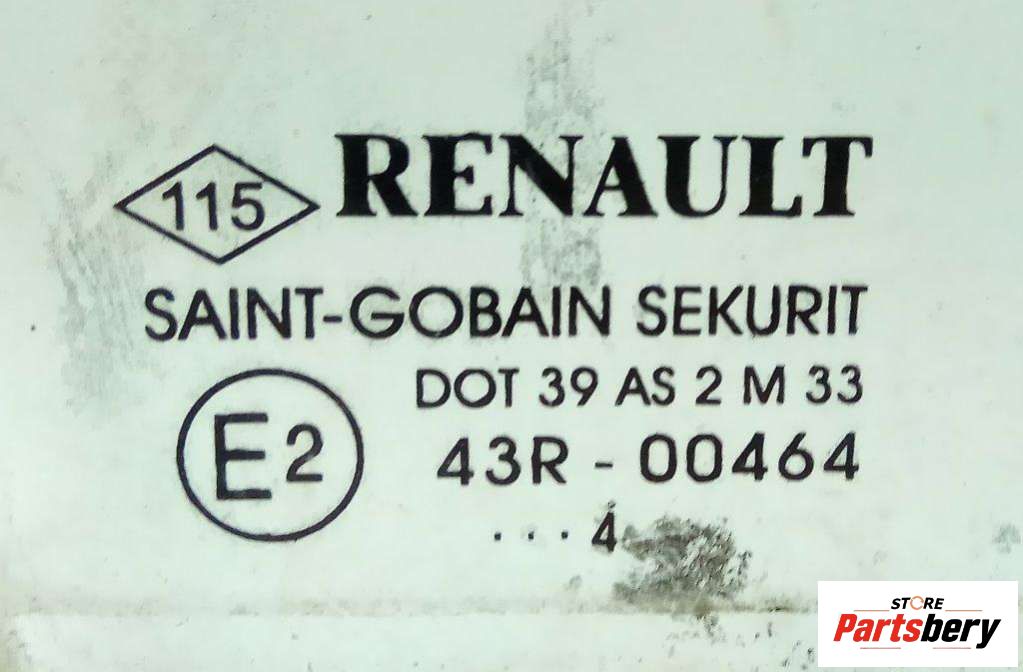 115 RENAULT
SAINT-GOBAIN SEKURIT
DOT 39 AS 2 M 33
E2 43R - 00464
. . . 4
STORE
Partsbery